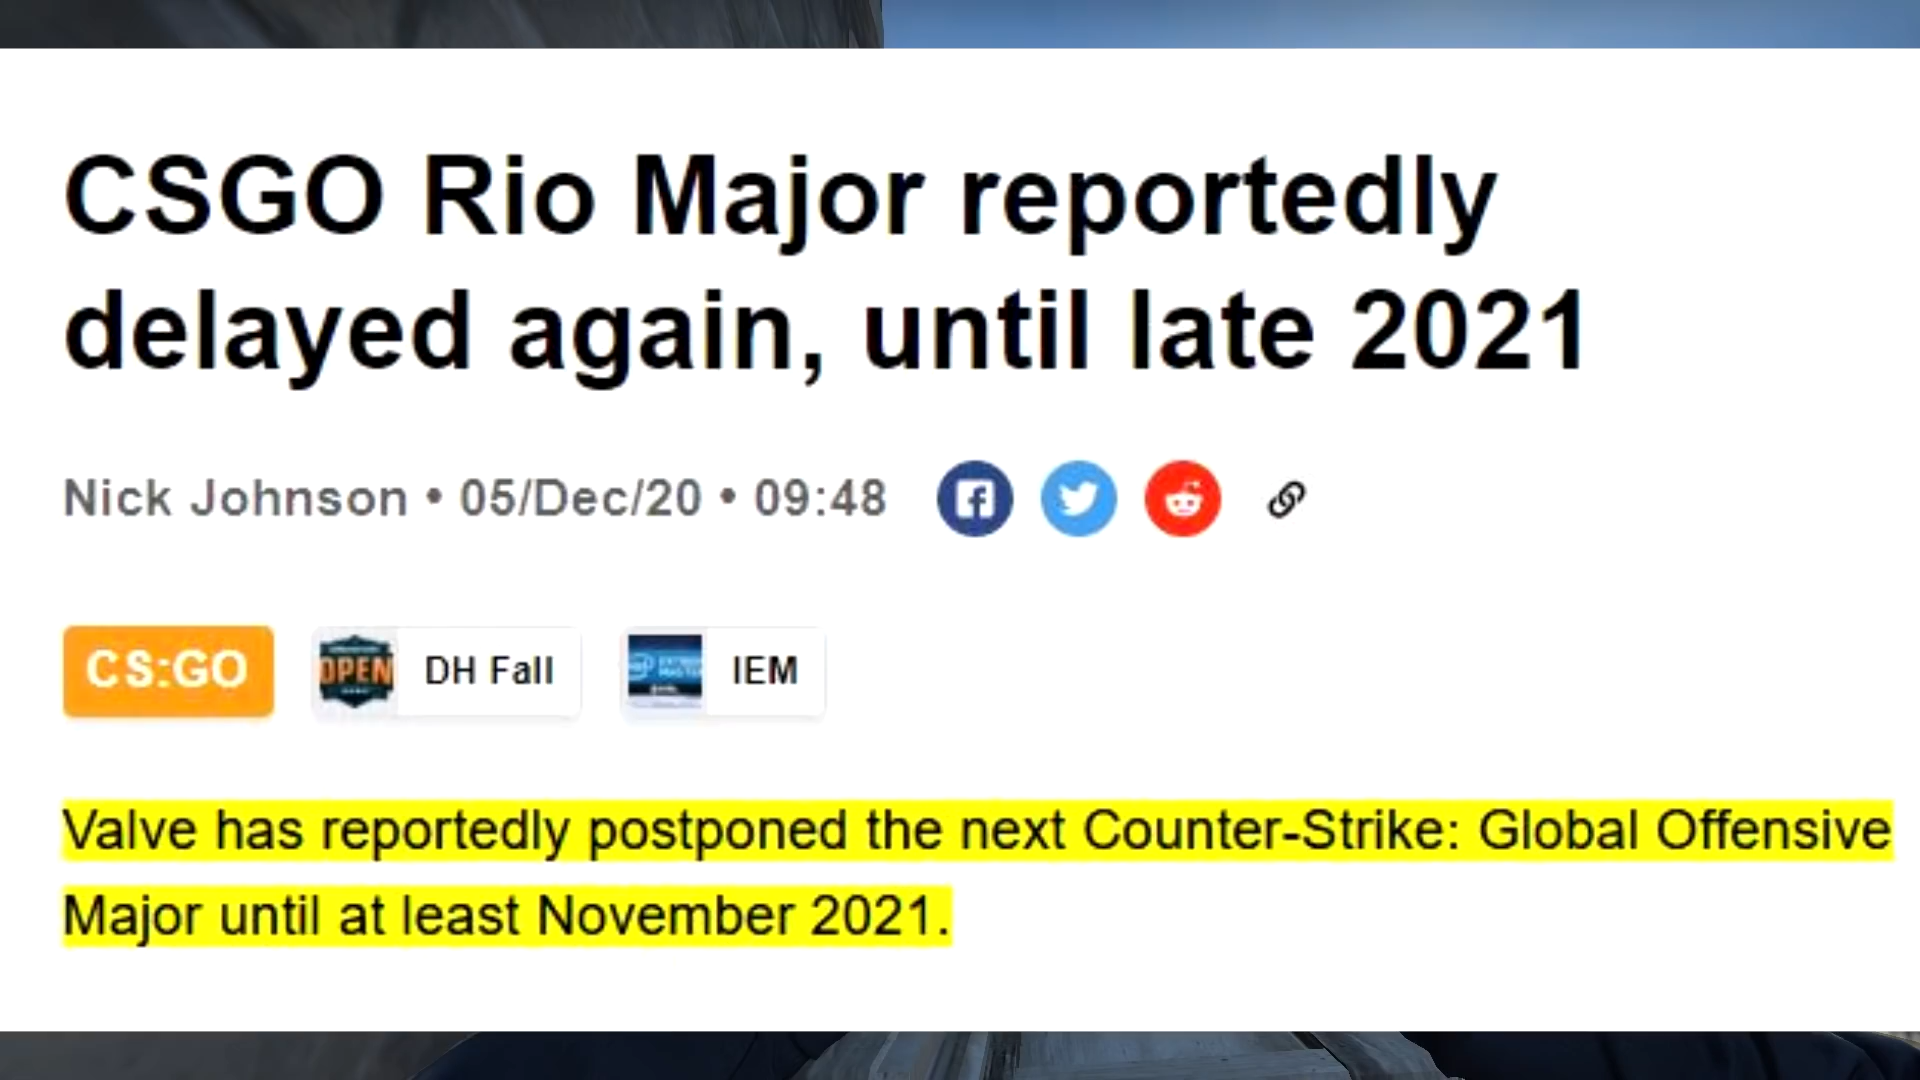 CSGO Rio Major reportedly
delayed again, until late 2021
Nick Johnson • 05/Dec/20 • 09:48
CS:GO
OPEN
DH Fall
IEM
Valve has reportedly postponed the next Counter-Strike: Global Offensive
Major until at least November 2021.